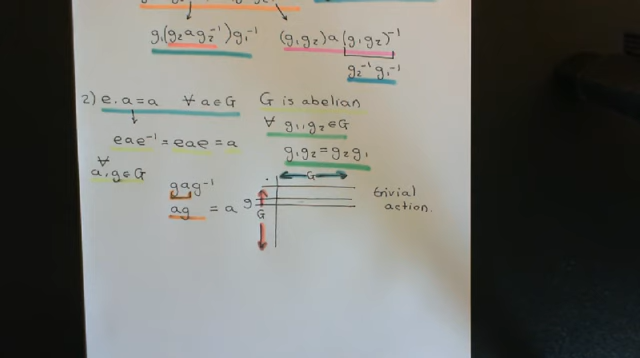 g₁(g₂ag₂⁻¹)g₁⁻¹ (g₁g₂)a(g₁g₂)⁻¹
g₂⁻¹g₁⁻¹
2) e.a=a ∀ a∈G G is abelian
∀ g₁,g₂∈G
eae⁻¹=eae=a
g₁g₂=g₂g₁
∀
a,g∈G
G
gag⁻¹ trivial
ag = a g action.
G